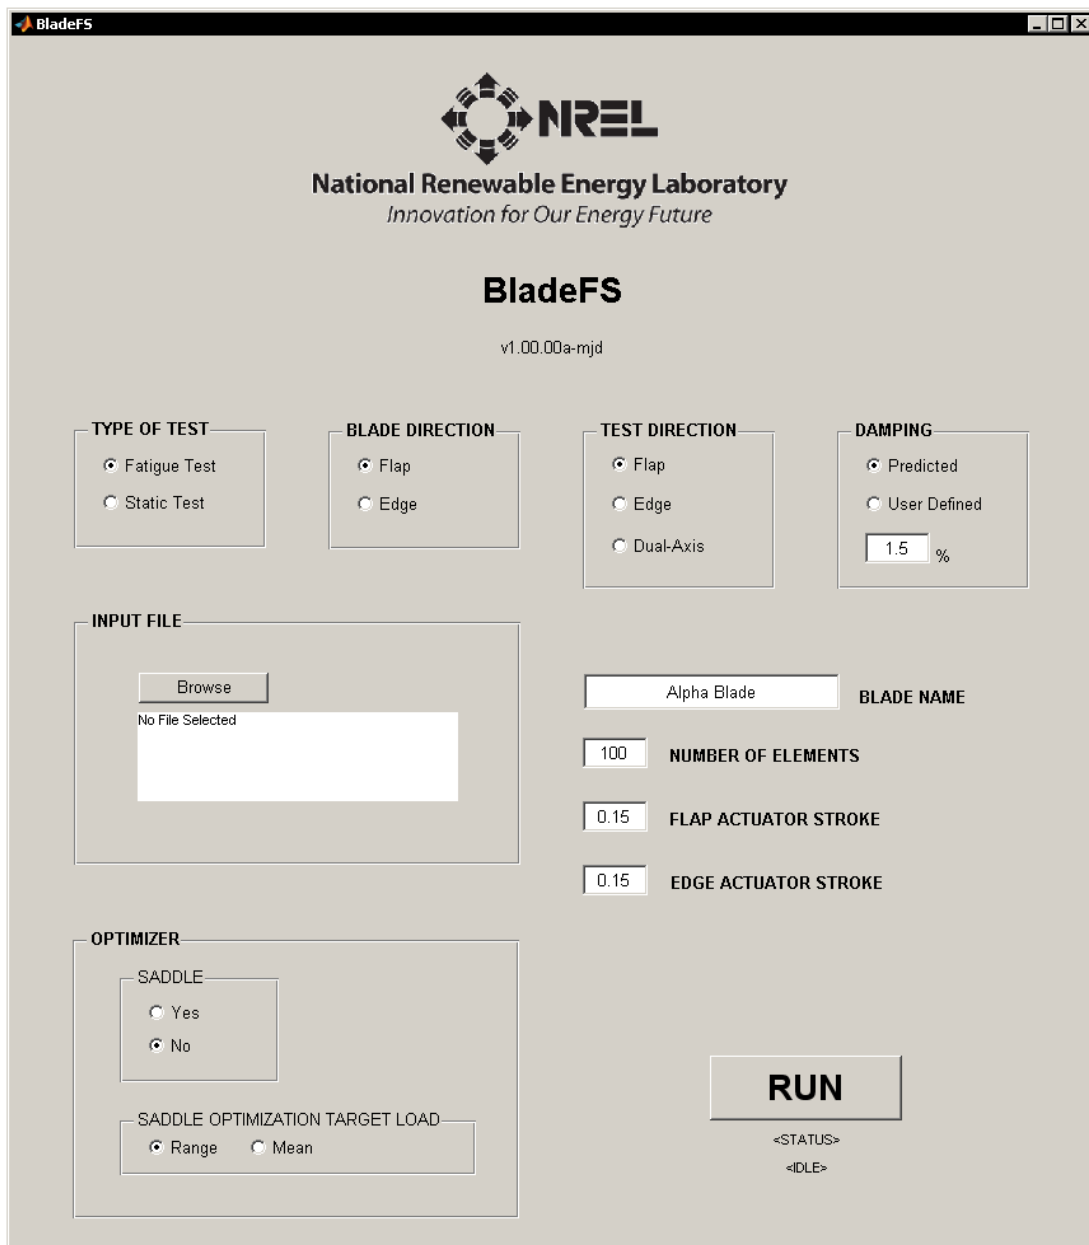 BladeFS
NREL
National Renewable Energy Laboratory
Innovation for Our Energy Future
BladeFS
v1.00.00a-mjd
TYPE OF TEST
Fatigue Test
Static Test
BLADE DIRECTION
Flap
Edge
TEST DIRECTION
Flap
Edge
Dual-Axis
DAMPING
Predicted
User Defined
1.5 %
INPUT FILE
Browse
No File Selected
Alpha Blade BLADE NAME
100 NUMBER OF ELEMENTS
0.15 FLAP ACTUATOR STROKE
0.15 EDGE ACTUATOR STROKE
OPTIMIZER
SADDLE
Yes
No
SADDLE OPTIMIZATION TARGET LOAD
Range Mean
RUN
<STATUS>
<IDLE>